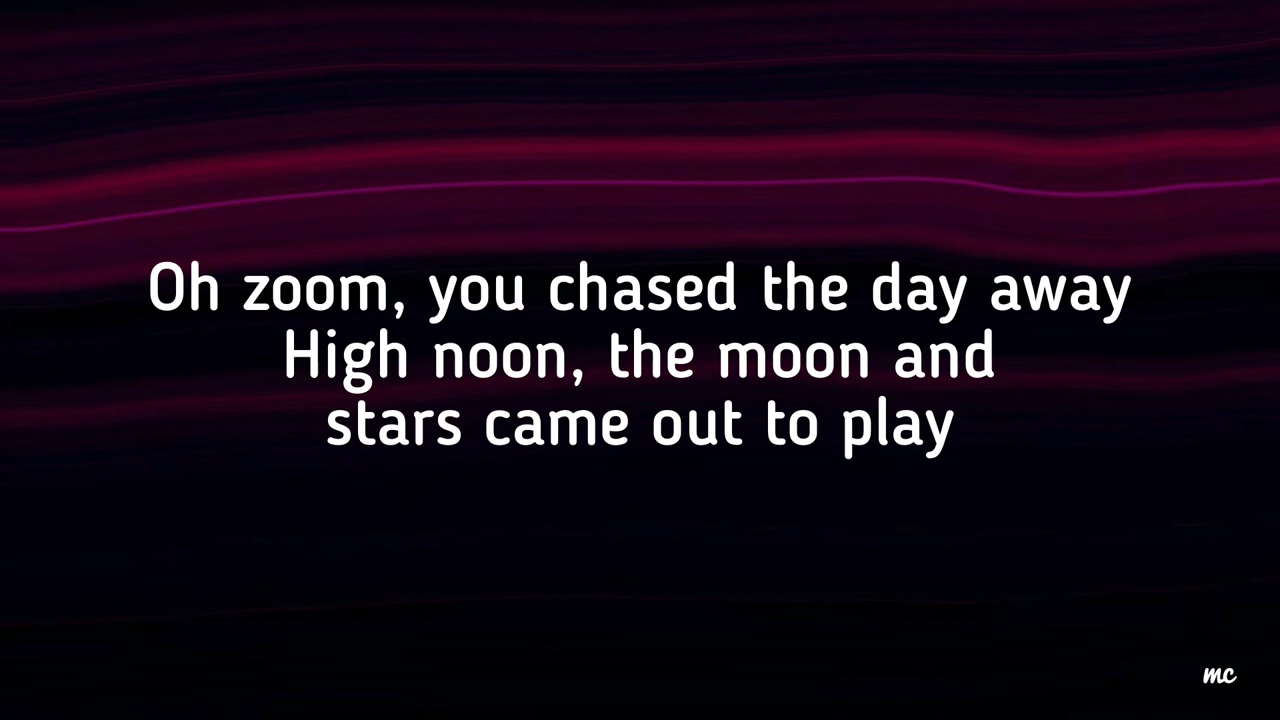 Oh zoom, you chased the day away
High noon, the moon and
stars came out to play
mc